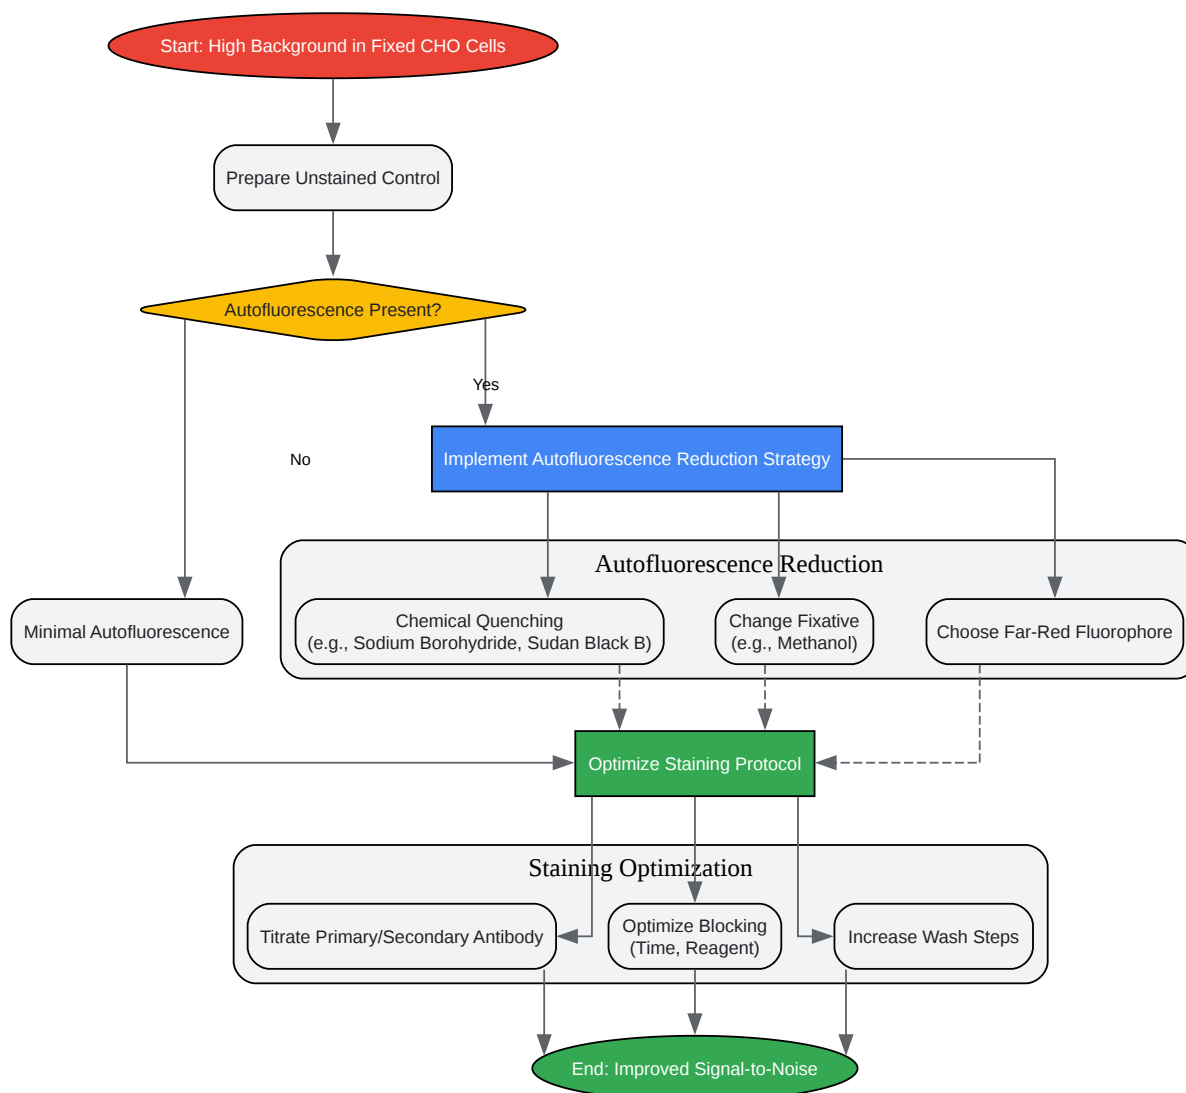 Start: High Background in Fixed CHO Cells
Prepare Unstained Control
Autofluorescence Present?
Yes
No
Implement Autofluorescence Reduction Strategy
Autofluorescence Reduction
Minimal Autofluorescence
Chemical Quenching
(e.g., Sodium Borohydride, Sudan Black B)
Change Fixative
(e.g., Methanol)
Choose Far-Red Fluorophore
Optimize Staining Protocol
Staining Optimization
Titrate Primary/Secondary Antibody
Optimize Blocking
(Time, Reagent)
Increase Wash Steps
End: Improved Signal-to-Noise